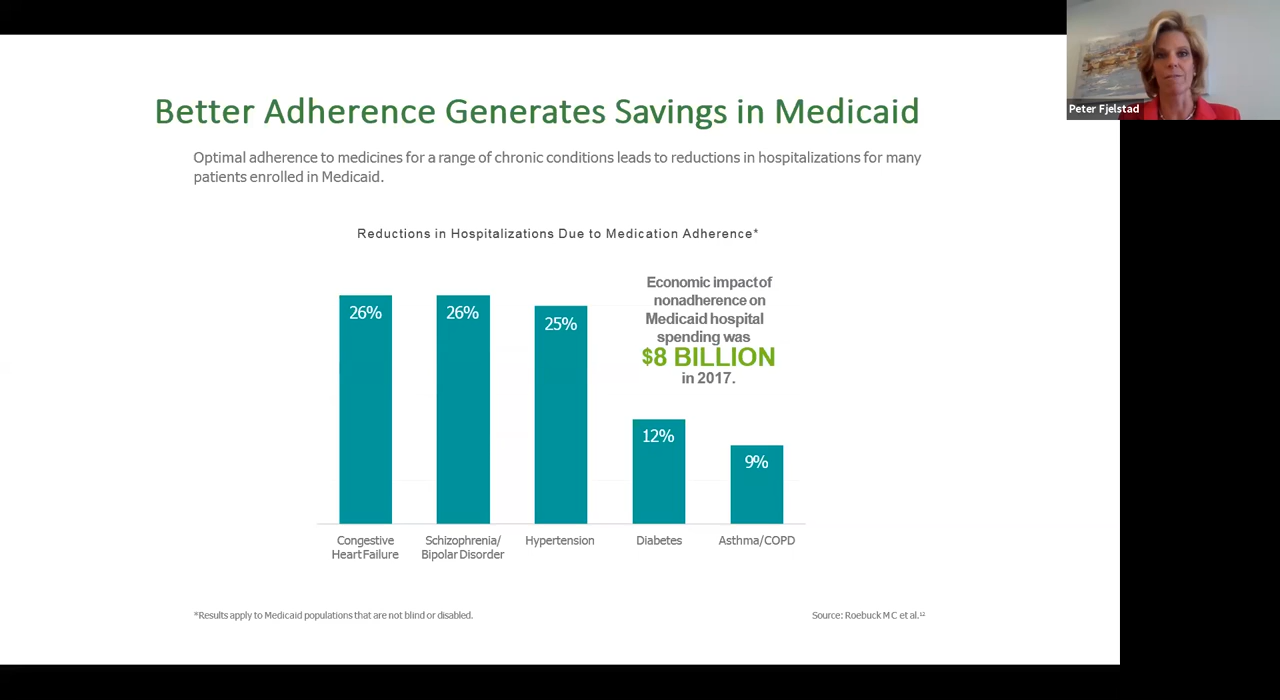 Peter Fjelstad
Better Adherence Generates Savings in Medicaid
Optimal adherence to medicines for a range of chronic conditions leads to reductions in hospitalizations for many
patients enrolled in Medicaid.
Reductions in Hospitalizations Due to Medication Adherence*
Economic impact of
nonadherence on
Medicaid hospital
spending was
$8 BILLION
in 2017.
26%
26%
25%
12%
9%
Congestive
Heart Failure
Schizophrenia/
Bipolar Disorder
Hypertension
Diabetes
Asthma/COPD
*Results apply to Medicaid populations that are not blind or disabled.
Source: Roebuck M C et al.¹²